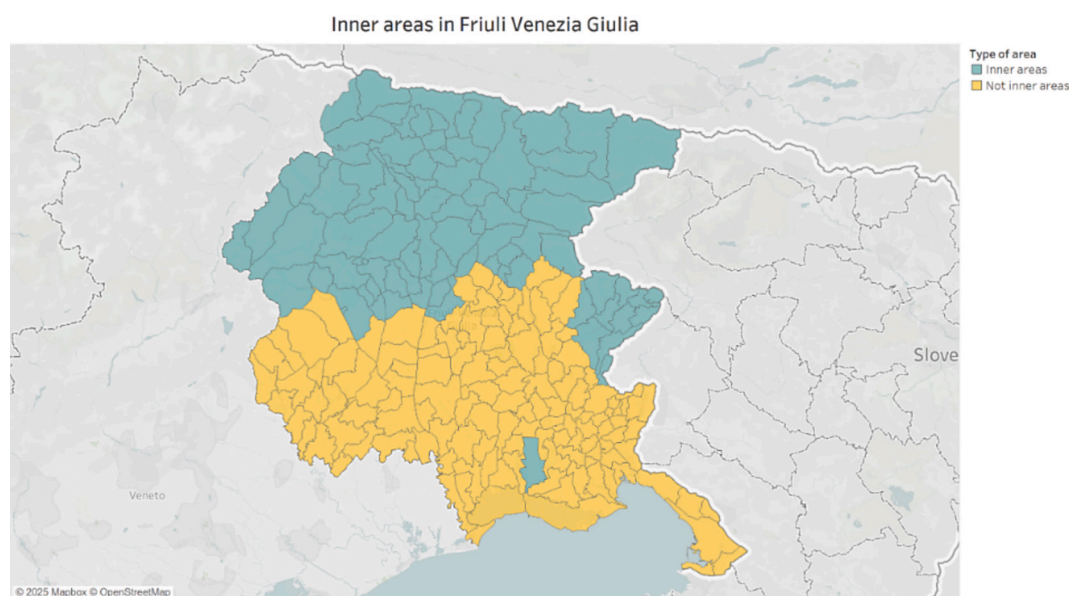 Inner areas in Friuli Venezia Giulia
Type of area
Inner areas
Not inner areas
Slove
Veneto
© 2025 Mapbox © OpenStreetMap